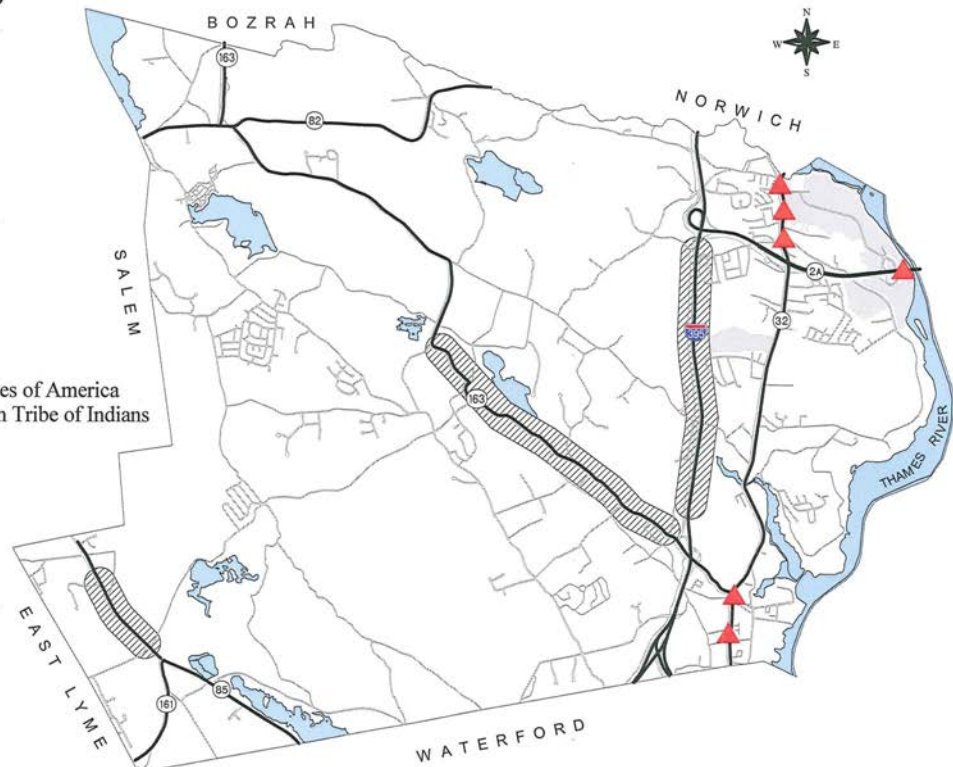 BOZRAH
N
W E
S
163
82
NORWICH
SALEM
2A
32
395
es of America
n Tribe of Indians
163
THAMES RIVER
EAST LYME
161
85
WATERFORD